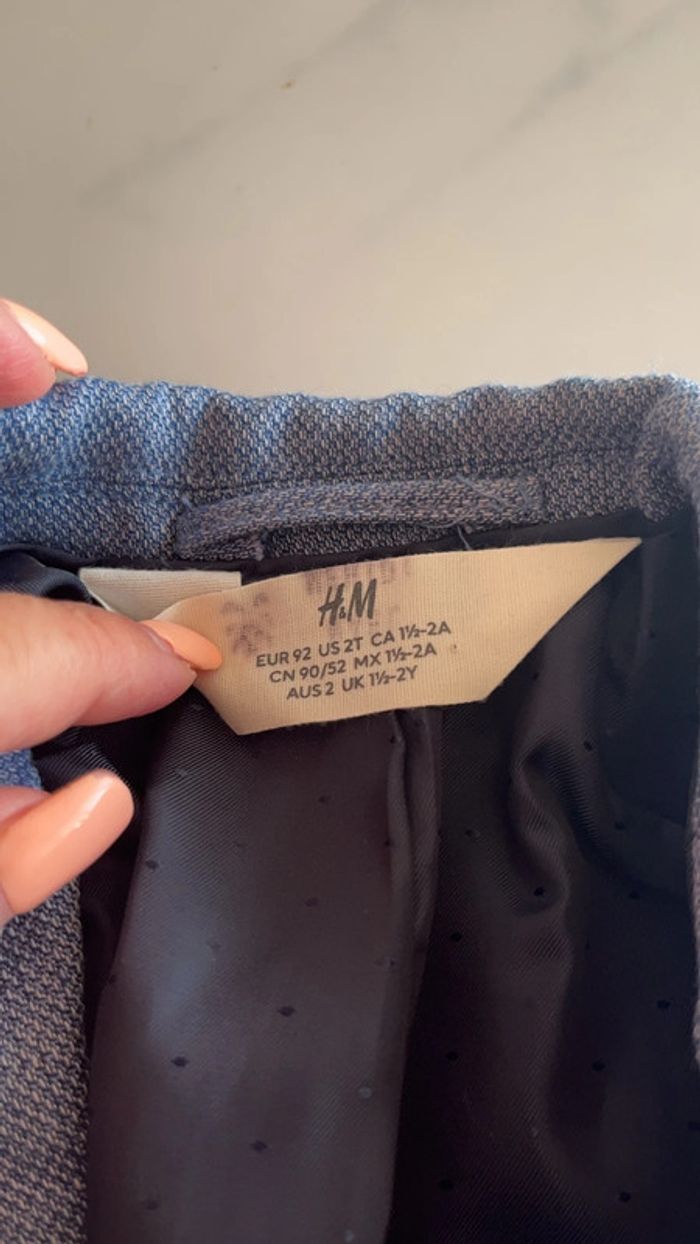 H&M
EUR 92 US 2T CA 1½-2A
CN 90/52 MX 1½-2A
AUS 2 UK 1½-2Y